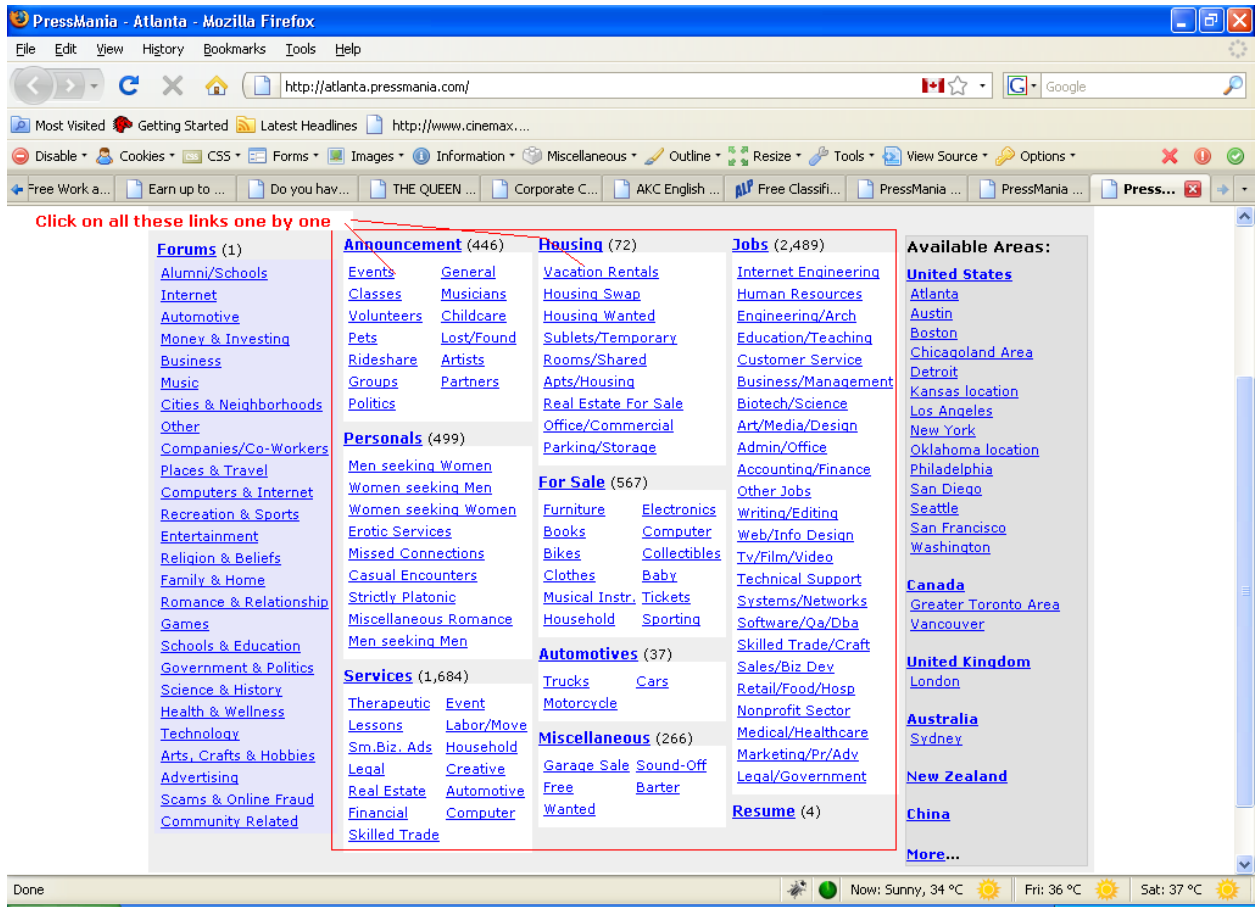 PressMania - Atlanta - Mozilla Firefox
File Edit View History Bookmarks Tools Help
http://atlanta.pressmania.com/
G Google
Most Visited Getting Started Latest Headlines http://www.cinemax....
Disable Cookies CSS Forms Images Information Miscellaneous Outline Resize Tools View Source Options
Free Work a... Earn up to ... Do you hav... THE QUEEN ... Corporate C... AKC English ... ALP Free Classifi... PressMania ... PressMania ... Press...
Click on all these links one by one
Forums (1)
Alumni/Schools
Internet
Automotive
Money & Investing
Business
Music
Cities & Neighborhoods
Other
Companies/Co-Workers
Places & Travel
Computers & Internet
Recreation & Sports
Entertainment
Religion & Beliefs
Family & Home
Romance & Relationship
Games
Schools & Education
Government & Politics
Science & History
Health & Wellness
Technology
Arts, Crafts & Hobbies
Advertising
Scams & Online Fraud
Community Related
Announcement (446)
Events General
Classes Musicians
Volunteers Childcare
Pets Lost/Found
Rideshare Artists
Groups Partners
Politics
Personals (499)
Men seeking Women
Women seeking Men
Women seeking Women
Erotic Services
Missed Connections
Casual Encounters
Strictly Platonic
Miscellaneous Romance
Men seeking Men
Services (1,684)
Therapeutic Event
Lessons Labor/Move
Sm.Biz. Ads Household
Legal Creative
Real Estate Automotive
Financial Computer
Skilled Trade
Housing (72)
Vacation Rentals
Housing Swap
Housing Wanted
Sublets/Temporary
Rooms/Shared
Apts/Housing
Real Estate For Sale
Office/Commercial
Parking/Storage
For Sale (567)
Furniture Electronics
Books Computer
Bikes Collectibles
Clothes Baby
Musical Instr. Tickets
Household Sporting
Automotives (37)
Trucks Cars
Motorcycle
Miscellaneous (266)
Garage Sale Sound-Off
Free Barter
Wanted
Jobs (2,489)
Internet Engineering
Human Resources
Engineering/Arch
Education/Teaching
Customer Service
Business/Management
Biotech/Science
Art/Media/Design
Admin/Office
Accounting/Finance
Other Jobs
Writing/Editing
Web/Info Design
Tv/Film/Video
Technical Support
Systems/Networks
Software/Qa/Dba
Skilled Trade/Craft
Sales/Biz Dev
Retail/Food/Hosp
Nonprofit Sector
Medical/Healthcare
Marketing/Pr/Adv
Legal/Government
Resume (4)
Available Areas:
United States
Atlanta
Austin
Boston
Chicagoland Area
Detroit
Kansas location
Los Angeles
New York
Oklahoma location
Philadelphia
San Diego
Seattle
San Francisco
Washington
Canada
Greater Toronto Area
Vancouver
United Kingdom
London
Australia
Sydney
New Zealand
China
More...
Done Now: Sunny, 34 °C Fri: 36 °C Sat: 37 °C